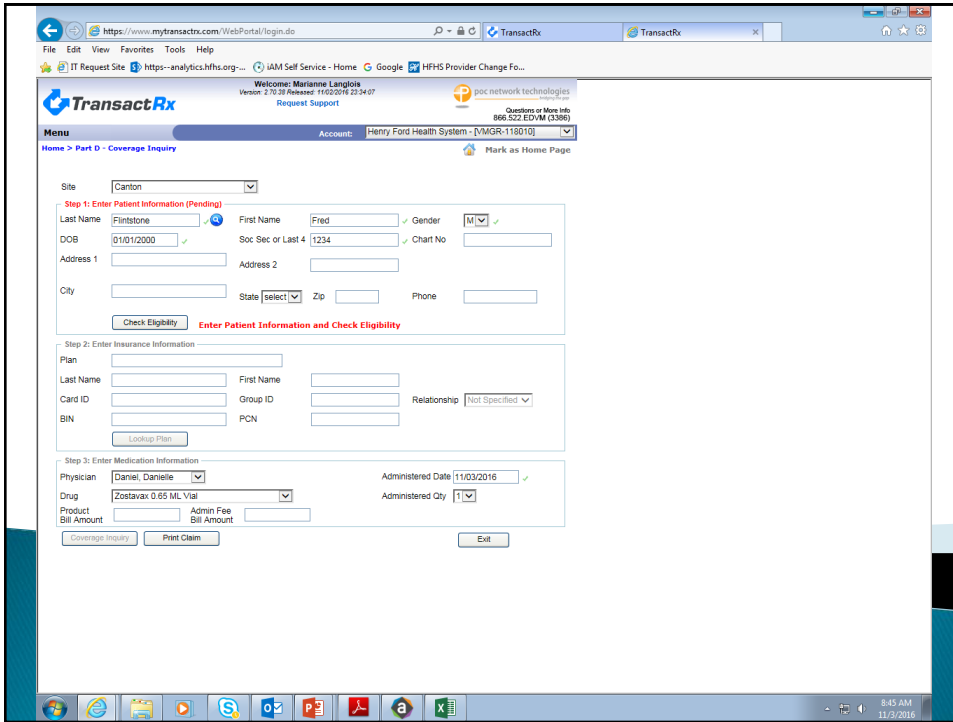 https://www.mytransactrx.com/WebPortal/login.do
TransactRx
TransactRx
File Edit View Favorites Tools Help
IT Request Site
https--analytics.hfhs.org-...
iAM Self Service - Home
G Google
HFHS Provider Change Fo...
TransactRx
Welcome: Marianne Langlois
Version: 2.70.38 Released: 11/02/2016 23:34:07
Request Support
poc network technologies
Questions or More Info
866.522.EDVM (3386)
Menu
Account: Henry Ford Health System - [VMGR-118010]
Home > Part D - Coverage Inquiry
Mark as Home Page
Site Canton
Step 1: Enter Patient Information (Pending)
Last Name Flintstone First Name Fred Gender M
DOB 01/01/2000 Soc Sec or Last 4 1234 Chart No
Address 1 Address 2
City State select Zip Phone
Check Eligibility Enter Patient Information and Check Eligibility
Step 2: Enter Insurance Information
Plan
Last Name First Name
Card ID Group ID Relationship Not Specified
BIN PCN
Lookup Plan
Step 3: Enter Medication Information
Physician Daniel, Danielle Administered Date 11/03/2016
Drug Zostavax 0.65 ML Vial Administered Qty 1
Product Bill Amount Admin Fee Bill Amount
Coverage Inquiry Print Claim Exit
8:45 AM
11/3/2016